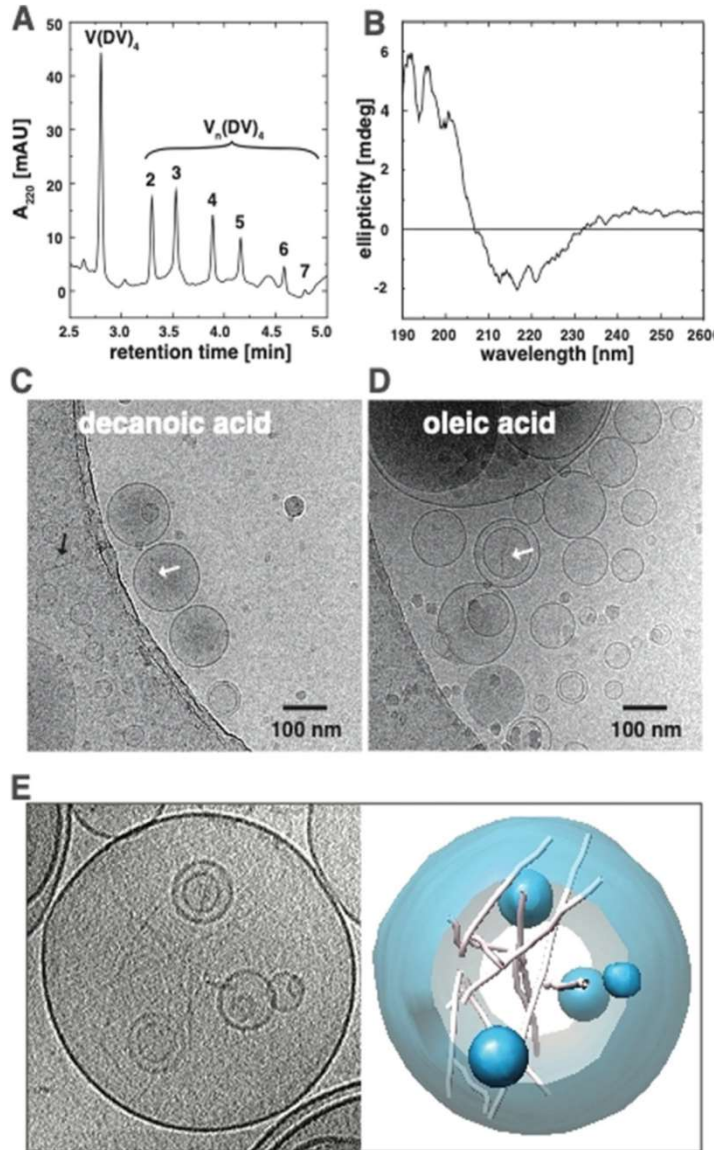 A
V(DV)4
Vn(DV)4
2
3
4
5
6
7
50
40
30
20
10
0
A220 [mAU]
2.5 3.0 3.5 4.0 4.5 5.0
retention time [min]
B
6
4
2
0
-2
ellipticity [mdeg]
190 200 210 220 230 240 250 2600
wavelength [nm]
C
decanoic acid
100 nm
D
oleic acid
100 nm
E